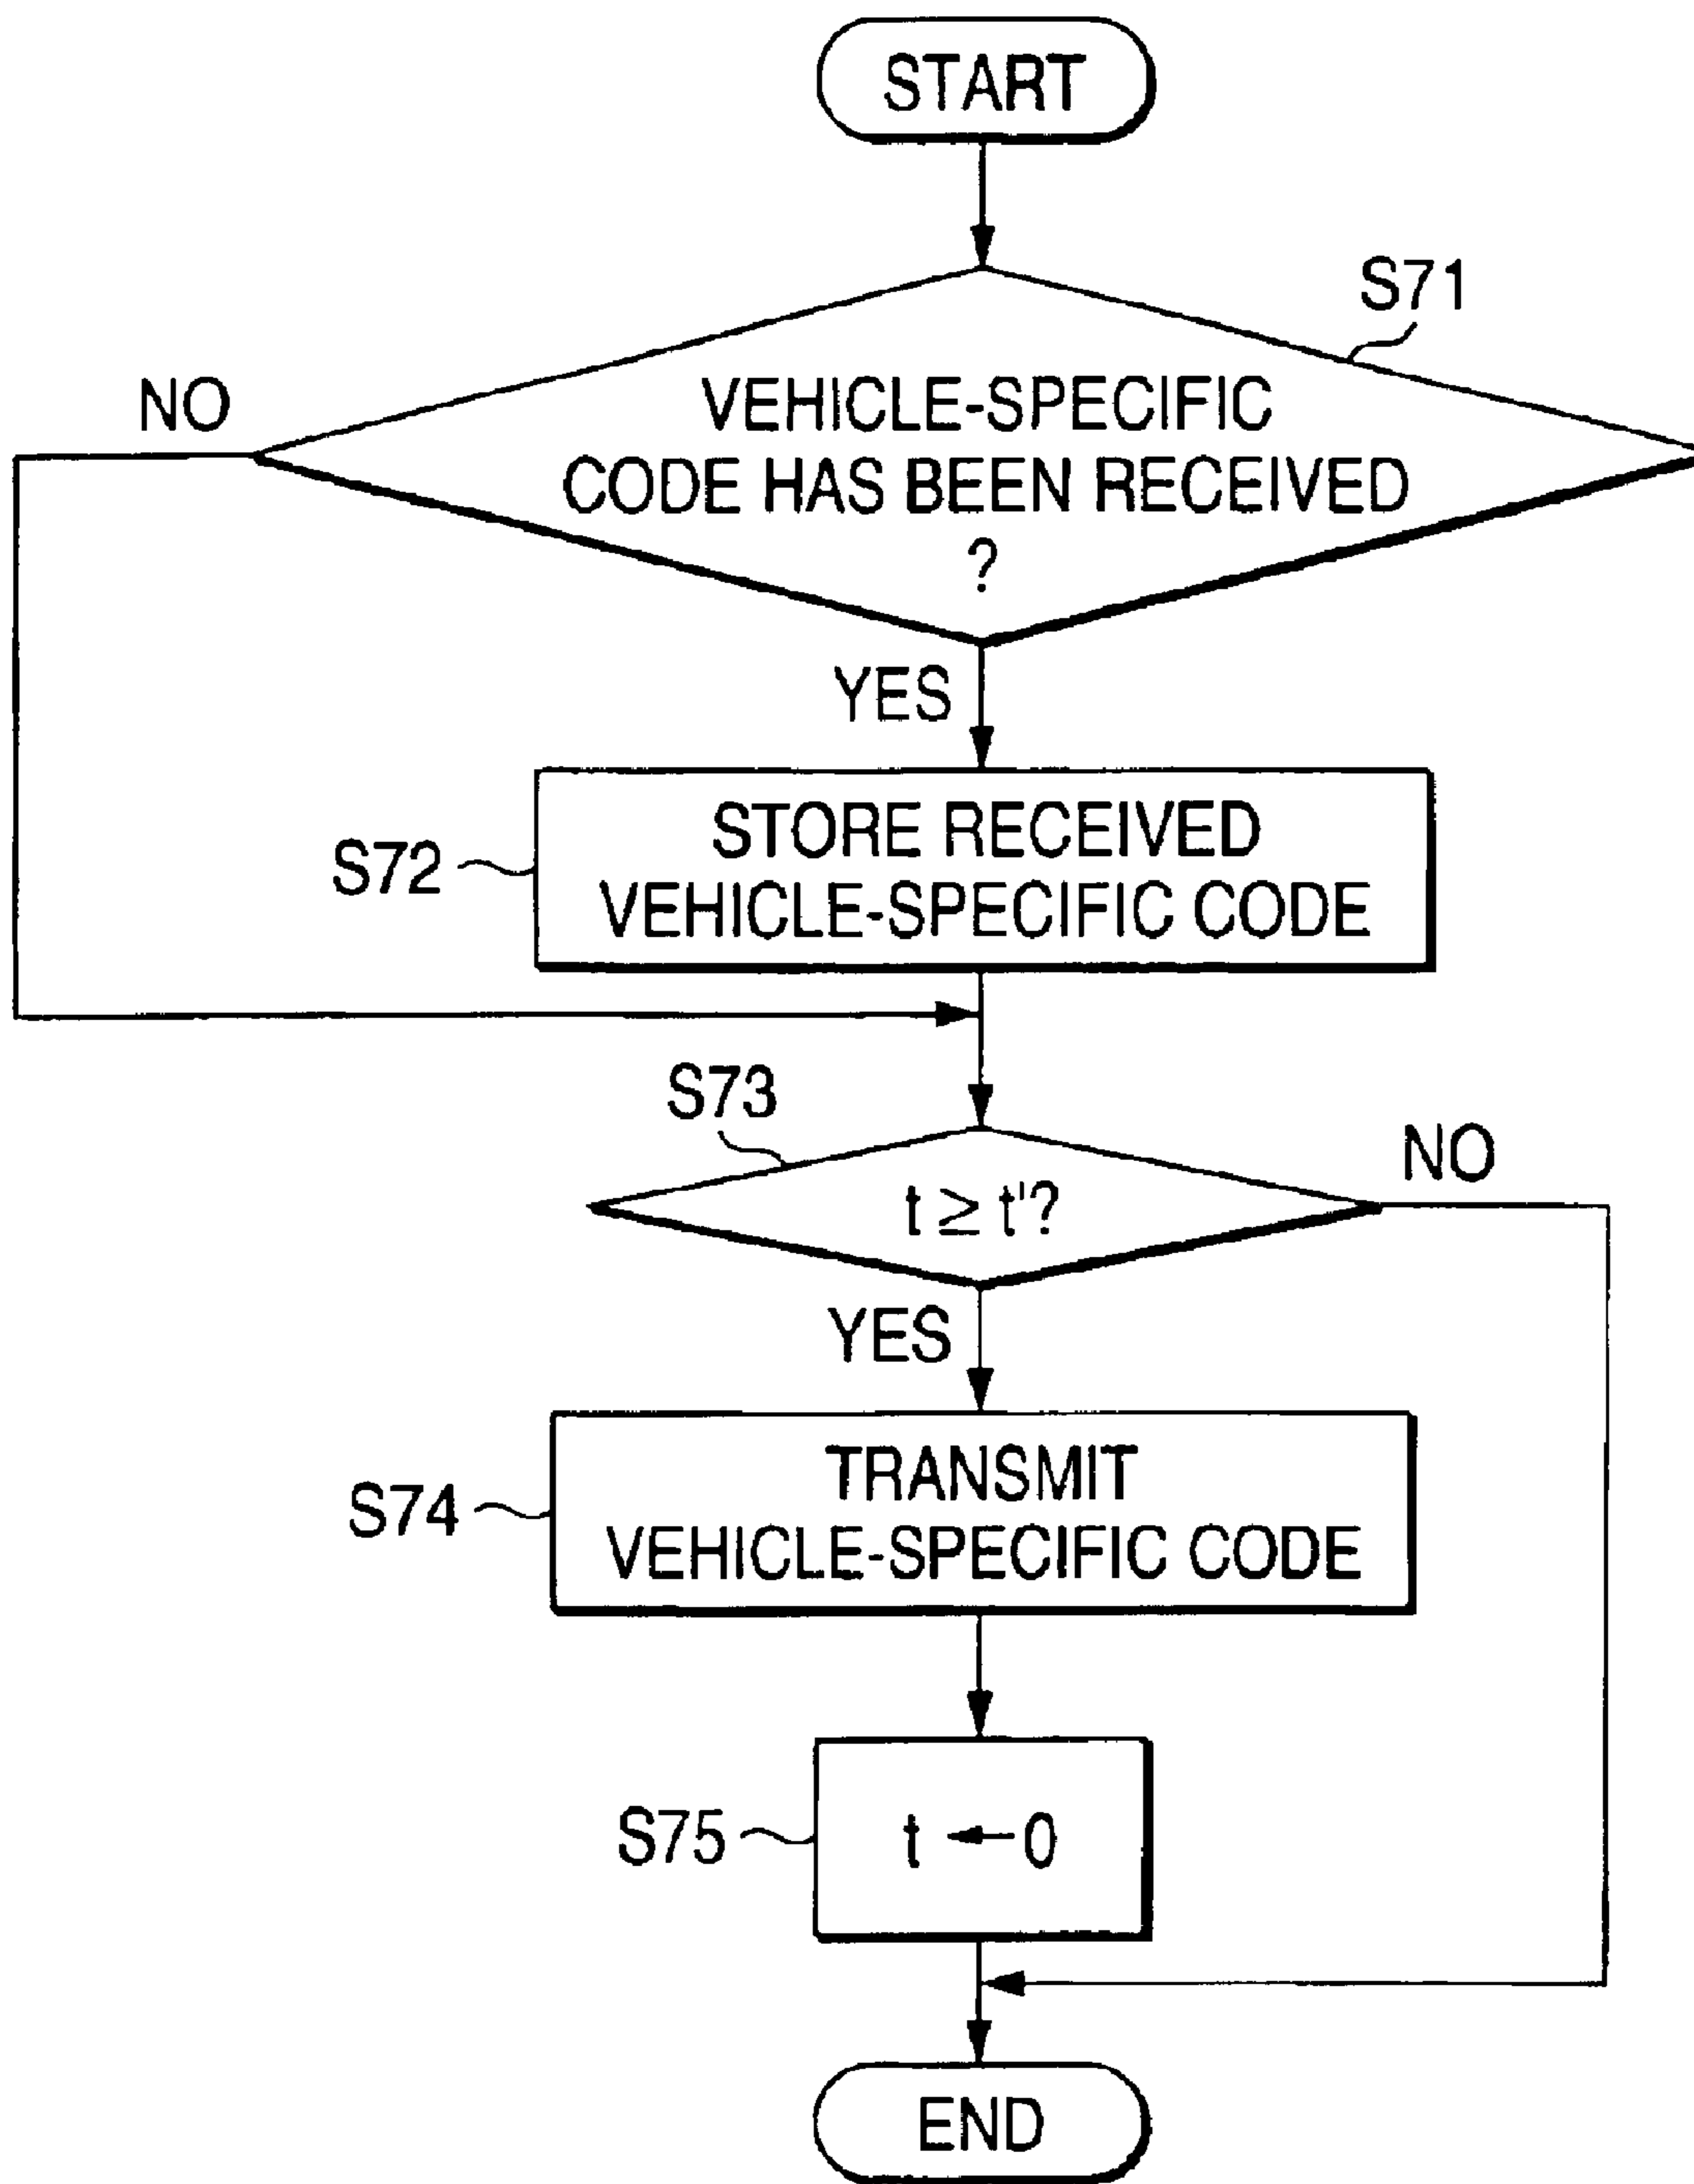 START
S71
NO
VEHICLE-SPECIFIC
CODE HAS BEEN RECEIVED
?
YES
S72
STORE RECEIVED
VEHICLE-SPECIFIC CODE
S73
NO
t ≥ t'?
YES
S74
TRANSMIT
VEHICLE-SPECIFIC CODE
S75
t ← 0
END